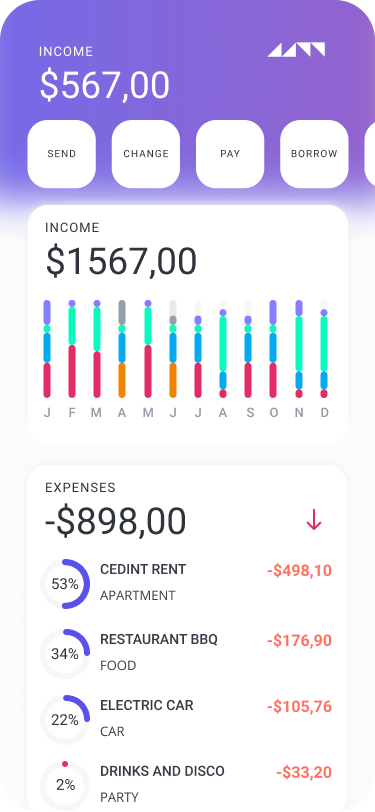 INCOME
$567,00
SEND CHANGE PAY BORROW
INCOME
$1567,00
J F M A M J J A S O N D
EXPENSES
-$898,00
53% CEDINT RENT -$498,10
APARTMENT
34% RESTAURANT BBQ -$176,90
FOOD
22% ELECTRIC CAR -$105,76
CAR
2% DRINKS AND DISCO -$33,20
PARTY